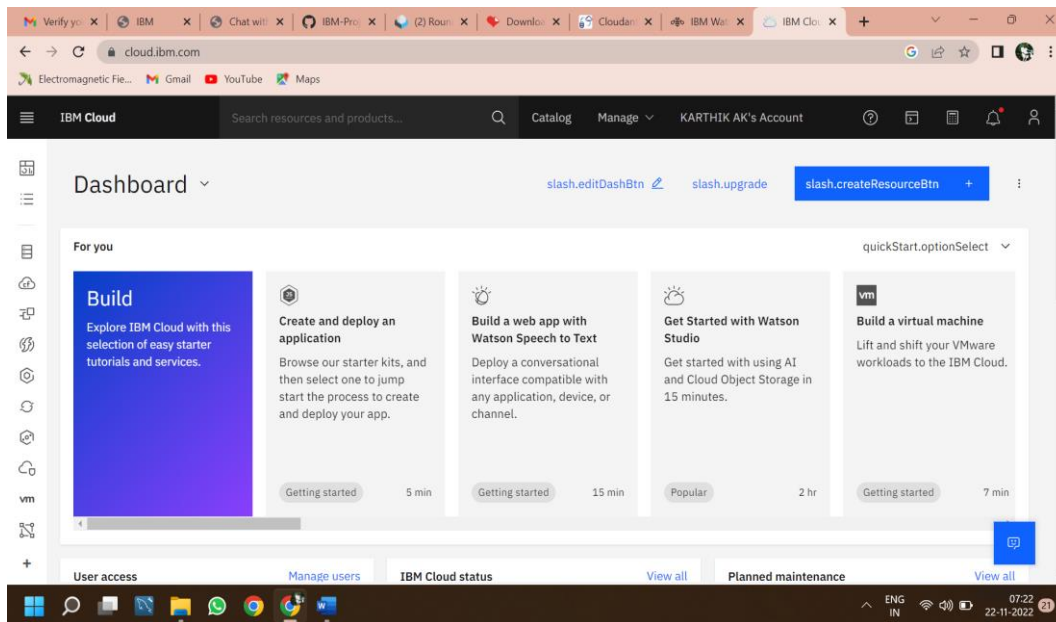 Verify yo
IBM
Chat wit
IBM-Proj
(2) Roun
Downloa
Cloudant
IBM Wat
IBM Clou
cloud.ibm.com
Electromagnetic Fie...
Gmail
YouTube
Maps
IBM Cloud
Search resources and products...
Catalog
Manage
KARTHIK AK's Account
Dashboard
slash.editDashBtn
slash.upgrade
slash.createResourceBtn +
For you
quickStart.optionSelect
Build
Explore IBM Cloud with this
selection of easy starter
tutorials and services.
Create and deploy an
application
Browse our starter kits, and
then select one to jump
start the process to create
and deploy your app.
Getting started
5 min
Build a web app with
Watson Speech to Text
Deploy a conversational
interface compatible with
any application, device, or
channel.
Getting started
15 min
Get Started with Watson
Studio
Get started with using AI
and Cloud Object Storage in
15 minutes.
Popular
2 hr
vm
Build a virtual machine
Lift and shift your VMware
workloads to the IBM Cloud.
Getting started
7 min
vm
User access
Manage users
IBM Cloud status
View all
Planned maintenance
View all
ENG
IN
07:22
22-11-2022
21